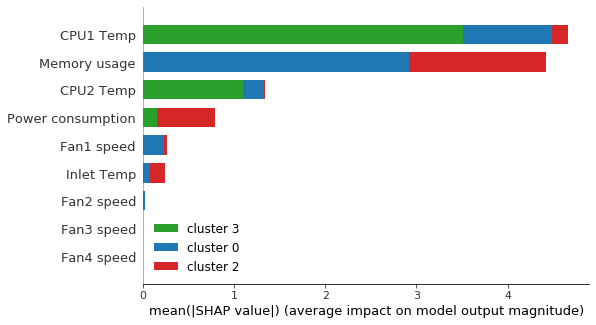 CPU1 Temp
Memory usage
CPU2 Temp
Power consumption
Fan1 speed
Inlet Temp
Fan2 speed
Fan3 speed
Fan4 speed
cluster 3
cluster 0
cluster 2
0 1 2 3 4
mean(|SHAP value|) (average impact on model output magnitude)